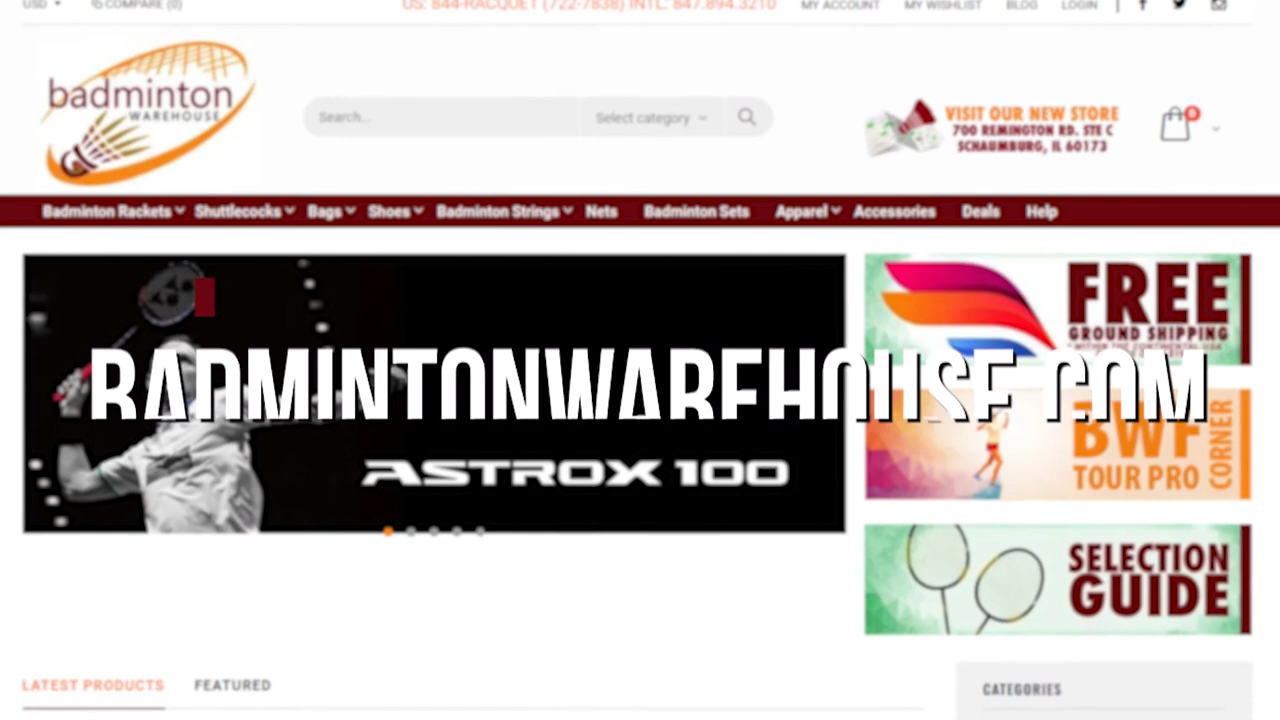 USD COMPARE (0) US: 844-RACQUET (722-7838) INTL: 847.894.3210 MY ACCOUNT MY WISHLIST BLOG LOGIN
badminton
WAREHOUSE
Search... Select category
VISIT OUR NEW STORE
700 REMINGTON RD. STE C
SCHAUMBURG, IL 60173
0
Badminton Rackets Shuttlecocks Bags Shoes Badminton Strings Nets Badminton Sets Apparel Accessories Deals Help
FREE
GROUND SHIPPING
BADMINTONWAREHOUSE.COM
ASTROX 100
BWF
TOUR PRO
CORNER
SELECTION
GUIDE
LATEST PRODUCTS FEATURED
CATEGORIES